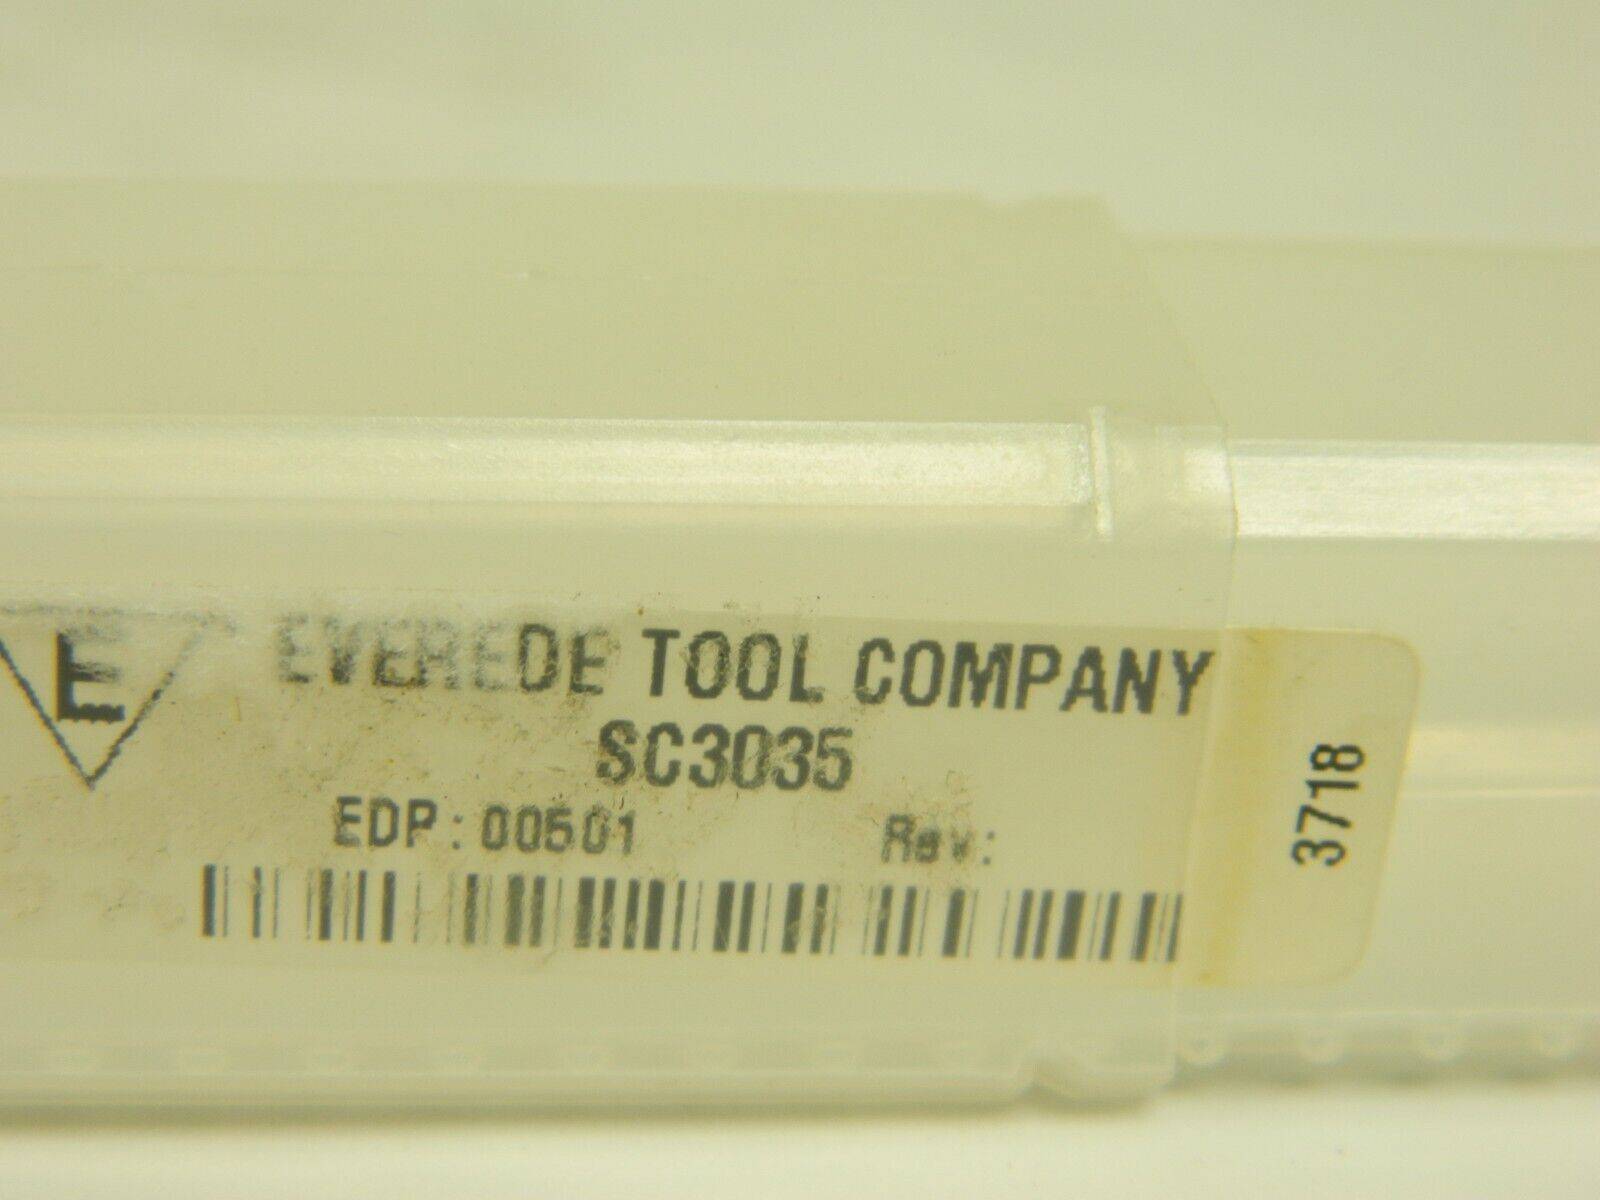 E
EVEREDE TOOL COMPANY
SC3035
EDP: 00501 Rev:
3718